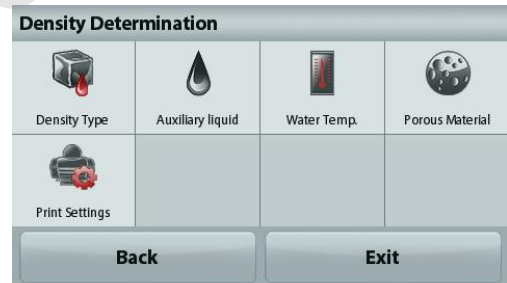 Density Determination
Density Type
Auxiliary liquid
Water Temp.
Porous Material
Print Settings
Back
Exit